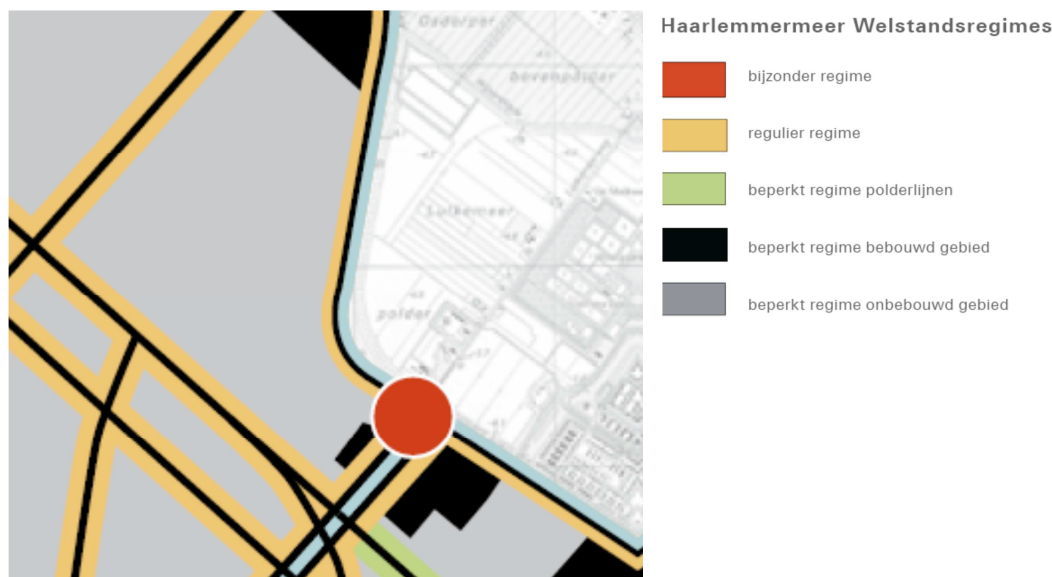 Haarlemmermeer Welstandsregimes
bijzonder regime
regulier regime
beperkt regime polderlijnen
beperkt regime bebouwd gebied
beperkt regime onbebouwd gebied
Osdorper
bovenpolder
Lutkemeer
polder